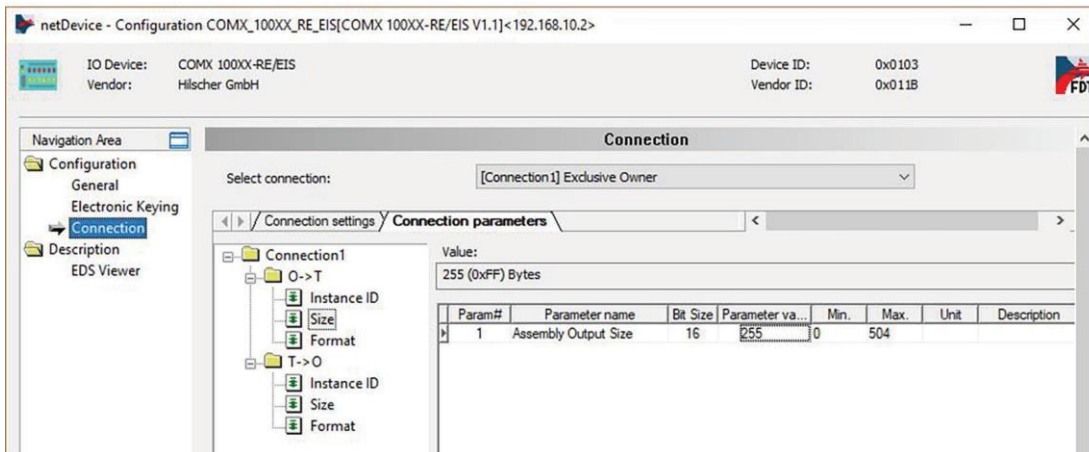 netDevice - Configuration COMX_100XX_RE_EIS[COMX 100XX-RE/EIS V1.1]<192.168.10.2>
IO Device: COMX 100XX-RE/EIS Device ID: 0x0103
Vendor: Hilscher GmbH Vendor ID: 0x011B
FDT
Navigation Area
Configuration
General
Electronic Keying
Connection
Description
EDS Viewer
Connection
Select connection: [Connection1] Exclusive Owner
Connection settings Connection parameters
Connection1
O->T
Instance ID
Size
Format
T->O
Instance ID
Size
Format
Value:
255 (0xFF) Bytes
Param# Parameter name Bit Size Parameter va... Min. Max. Unit Description
1 Assembly Output Size 16 255 0 504